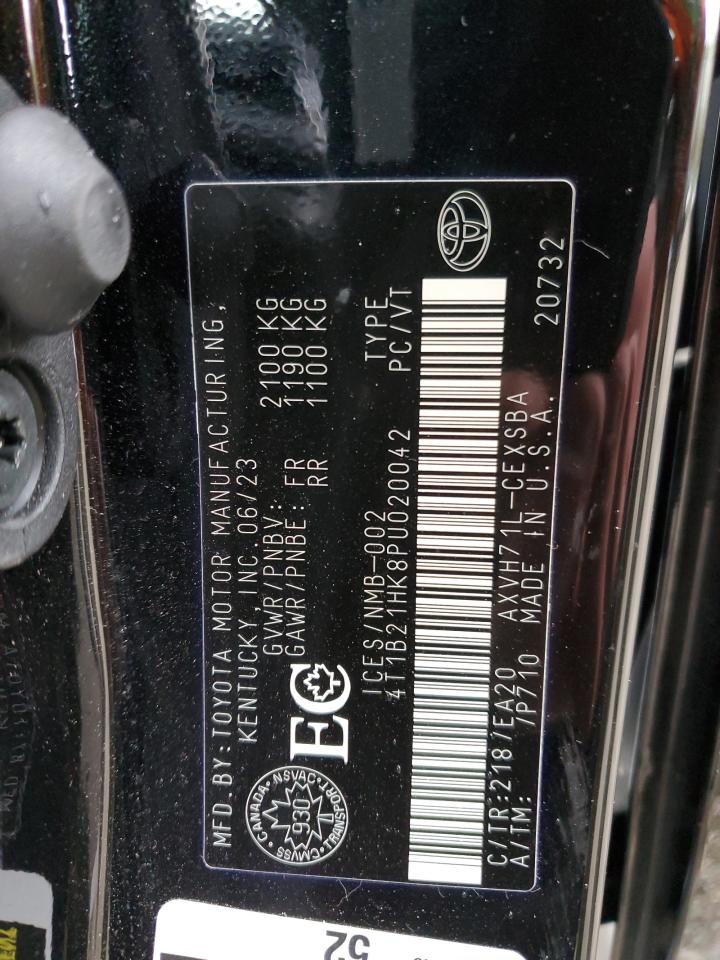 MFD.BY:TOYOTA MOTOR MANUFACTURING,
KENTUCKY,INC.06/23
GVWR/PNBV: 2100 KG
GAWR/PNBE: FR 1190 KG
RR 1100 KG
CANADA • NSVAC • TRANSPORT • CMVSS
930
EC
ICES/NMB-002 TYPE
4T1B21HK8PU020042 PC/VT
C/TR:218 /EA20 AXVH71L-CEXSBA
A/TM: /P710 MADE IN U.S.A. 20732
52